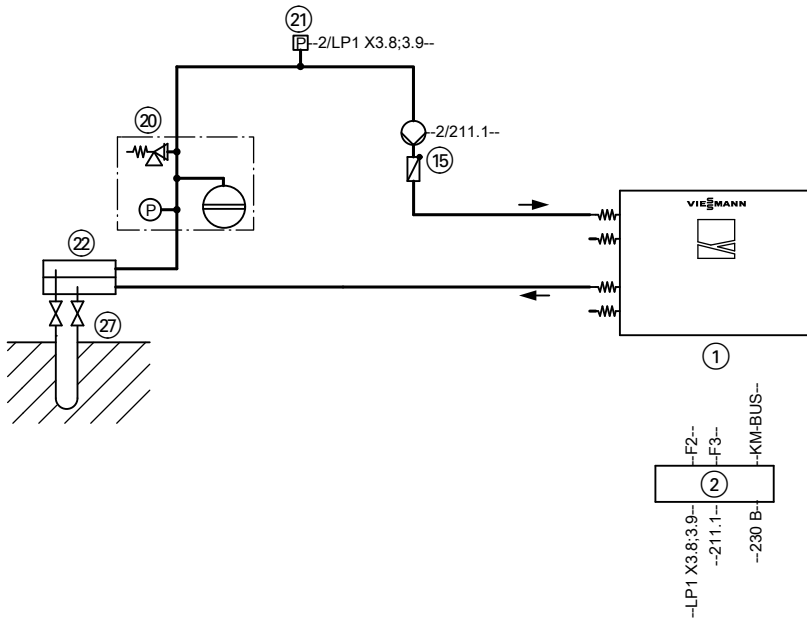 21
P --2/LP1 X3.8;3.9--
20
--2/211.1--
15
P
VIESSMANN
22
27
1
--F2--
--F3--
--KM-BUS--
2
--LP1 X3.8;3.9--
--211.1--
--230 B--